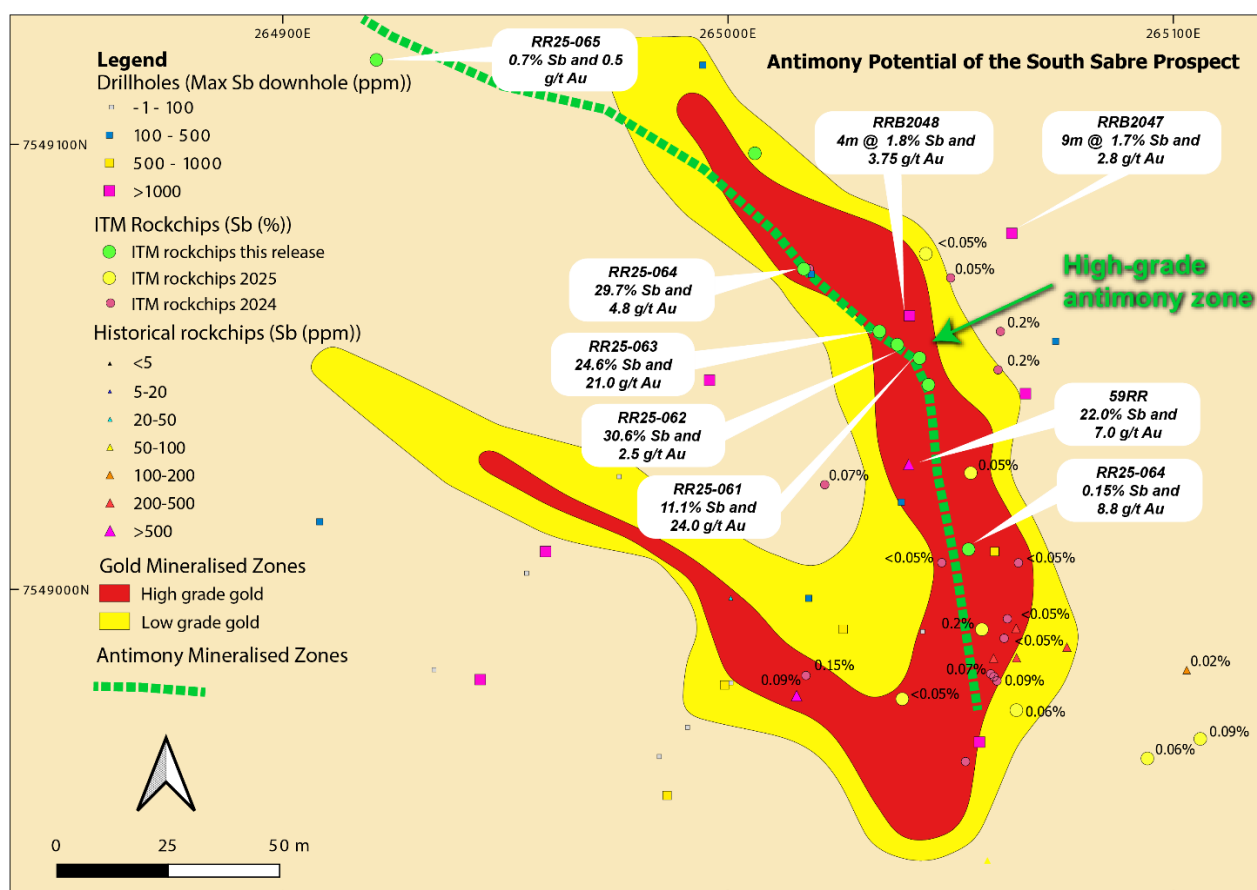 264900E
265000E
265100E
7549100N
7549000N
Antimony Potential of the South Sabre Prospect
Legend
Drillholes (Max Sb downhole (ppm))
-1 - 100
100 - 500
500 - 1000
>1000
ITM Rockchips (Sb (%))
ITM rockchips this release
ITM rockchips 2025
ITM rockchips 2024
Historical rockchips (Sb (ppm))
<5
5-20
20-50
50-100
100-200
200-500
>500
Gold Mineralised Zones
High grade gold
Low grade gold
Antimony Mineralised Zones
0
25
50 m
RR25-065
0.7% Sb and 0.5
g/t Au
RRB2048
4m @ 1.8% Sb and
3.75 g/t Au
RRB2047
9m @ 1.7% Sb and
2.8 g/t Au
RR25-064
29.7% Sb and
4.8 g/t Au
High-grade
antimony zone
RR25-063
24.6% Sb and
21.0 g/t Au
RR25-062
30.6% Sb and
2.5 g/t Au
59RR
22.0% Sb and
7.0 g/t Au
RR25-061
11.1% Sb and
24.0 g/t Au
RR25-064
0.15% Sb and
8.8 g/t Au
<0.05%
0.05%
0.2%
0.2%
0.07%
0.05%
<0.05%
<0.05%
<0.05%
0.2%
<0.05%
0.15%
0.09%
0.07%
0.09%
<0.05%
0.06%
0.02%
0.09%
0.06%